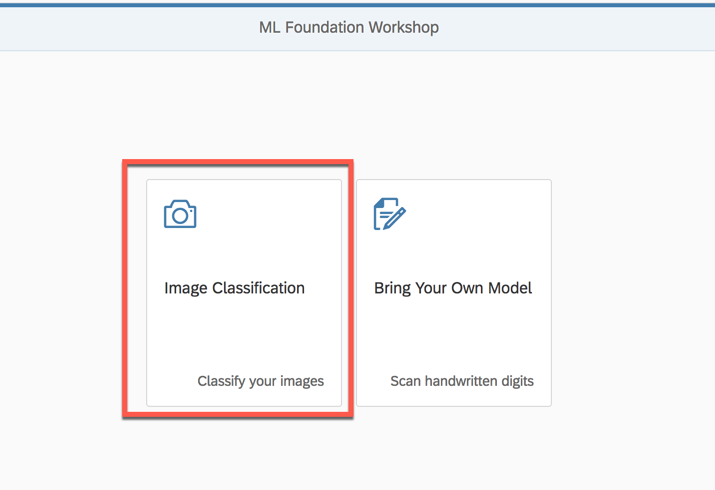 ML Foundation Workshop
Image Classification
Classify your images
Bring Your Own Model
Scan handwritten digits